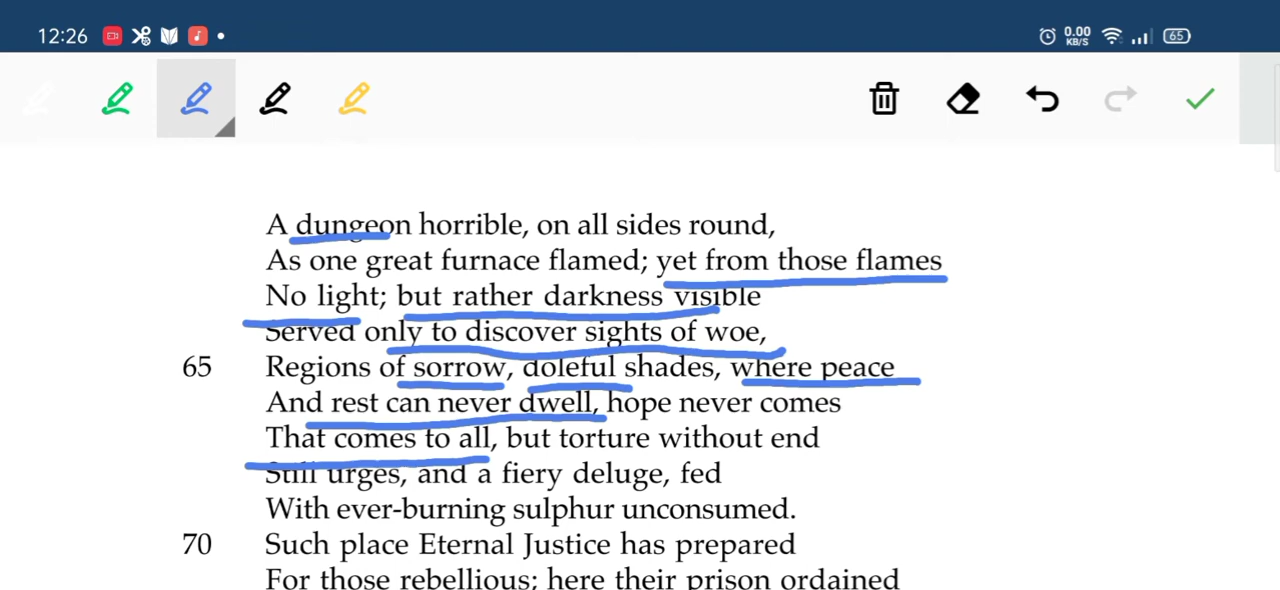 12:26 0.00 KB/S 65
A dungeon horrible, on all sides round,
As one great furnace flamed; yet from those flames
No light; but rather darkness visible
Served only to discover sights of woe,
65 Regions of sorrow, doleful shades, where peace
And rest can never dwell, hope never comes
That comes to all, but torture without end
Still urges, and a fiery deluge, fed
With ever-burning sulphur unconsumed.
70 Such place Eternal Justice has prepared
For those rebellious; here their prison ordained